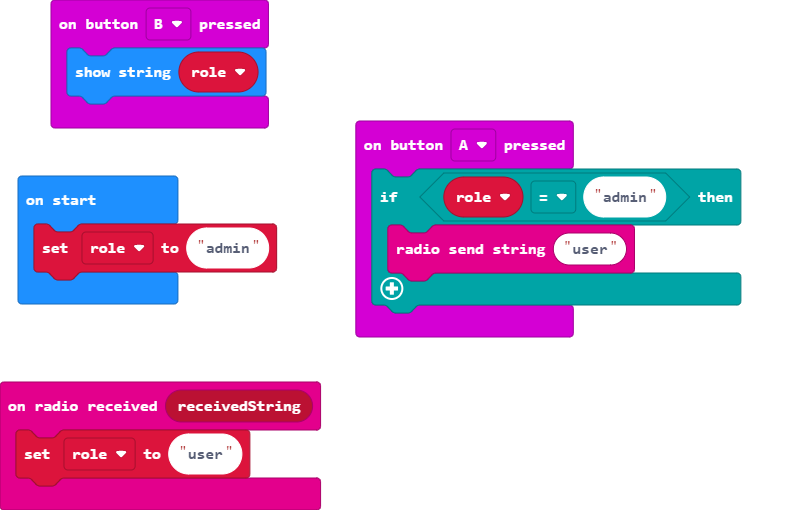 on button B pressed
show string role
on button A pressed
if role = "admin" then
radio send string "user"
on start
set role to "admin"
on radio received receivedString
set role to "user"